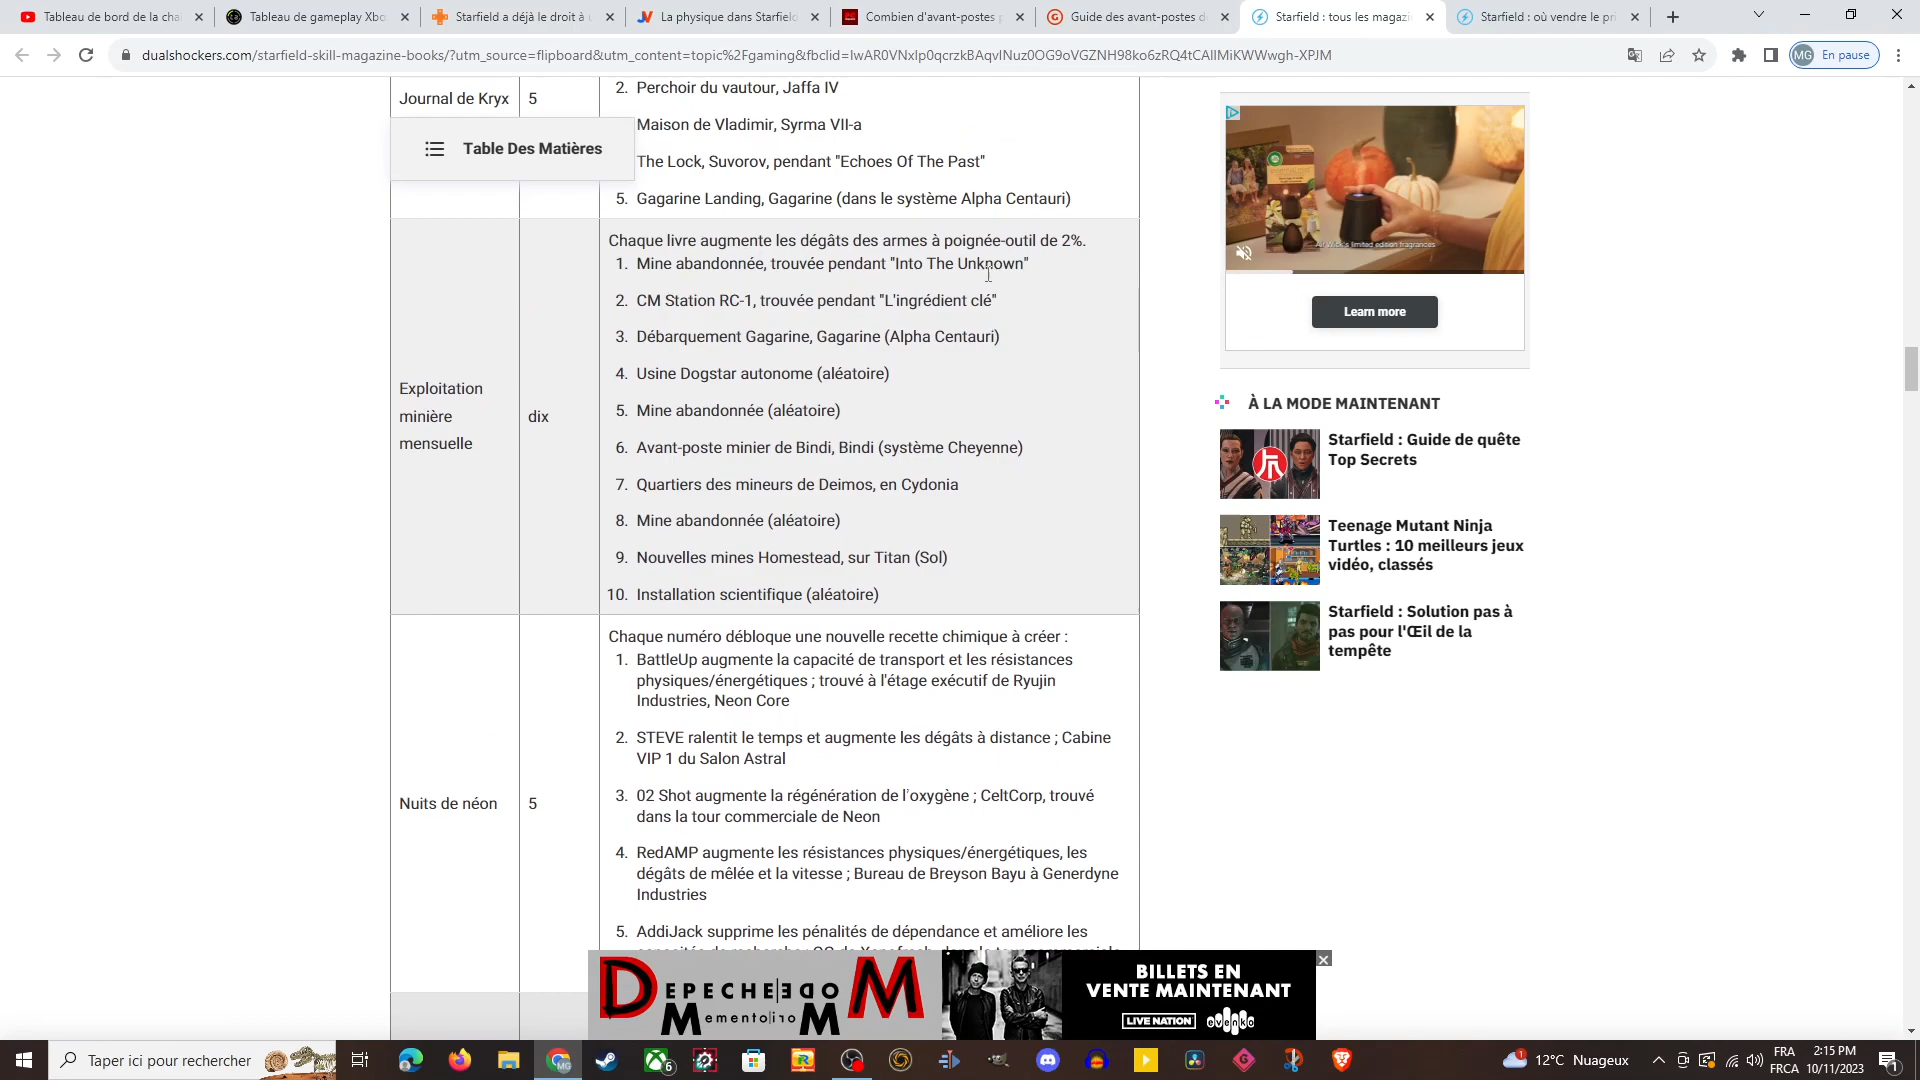 Tableau de bord de la cha
Tableau de gameplay Xbo
Starfield a déjà le droit à u
La physique dans Starfield
Combien d'avant-postes p
Guide des avant-postes d
Starfield : tous les magazi
Starfield : où vendre le pri
dualshockers.com/starfield-skill-magazine-books/?utm_source=flipboard&utm_content=topic%2Fgaming&fbclid=IwAR0VNxIp0qcrzkBAqvINuz0OG9oVGZNH98ko6zRQ4tCAIlMiKWWwgh-XPJM
MG En pause
Journal de Kryx
5
2. Perchoir du vautour, Jaffa IV
Maison de Vladimir, Syrma VII-a
Table Des Matières
The Lock, Suvorov, pendant "Echoes Of The Past"
5. Gagarine Landing, Gagarine (dans le système Alpha Centauri)
Exploitation
minière
mensuelle
dix
Chaque livre augmente les dégâts des armes à poignée-outil de 2%.
1. Mine abandonnée, trouvée pendant "Into The Unknown"
2. CM Station RC-1, trouvée pendant "L'ingrédient clé"
3. Débarquement Gagarine, Gagarine (Alpha Centauri)
4. Usine Dogstar autonome (aléatoire)
5. Mine abandonnée (aléatoire)
6. Avant-poste minier de Bindi, Bindi (système Cheyenne)
7. Quartiers des mineurs de Deimos, en Cydonia
8. Mine abandonnée (aléatoire)
9. Nouvelles mines Homestead, sur Titan (Sol)
10. Installation scientifique (aléatoire)
Nuits de néon
5
Chaque numéro débloque une nouvelle recette chimique à créer :
1. BattleUp augmente la capacité de transport et les résistances
physiques/énergétiques ; trouvé à l'étage exécutif de Ryujin
Industries, Neon Core
2. STEVE ralentit le temps et augmente les dégâts à distance ; Cabine
VIP 1 du Salon Astral
3. 02 Shot augmente la régénération de l'oxygène ; CeltCorp, trouvé
dans la tour commerciale de Neon
4. RedAMP augmente les résistances physiques/énergétiques, les
dégâts de mêlée et la vitesse ; Bureau de Breyson Bayu à Generdyne
Industries
5. AddiJack supprime les pénalités de dépendance et améliore les
Air Wick's limited edition fragrances
Learn more
À LA MODE MAINTENANT
Starfield : Guide de quête
Top Secrets
Teenage Mutant Ninja
Turtles : 10 meilleurs jeux
vidéo, classés
Starfield : Solution pas à
pas pour l'Œil de la
tempête
DEPECHE MODE M
Memento Mori M
BILLETS EN
VENTE MAINTENANT
LIVE NATION evenko
Taper ici pour rechercher
6
12°C Nuageux
FRA
FRCA
2:15 PM
10/11/2023
1